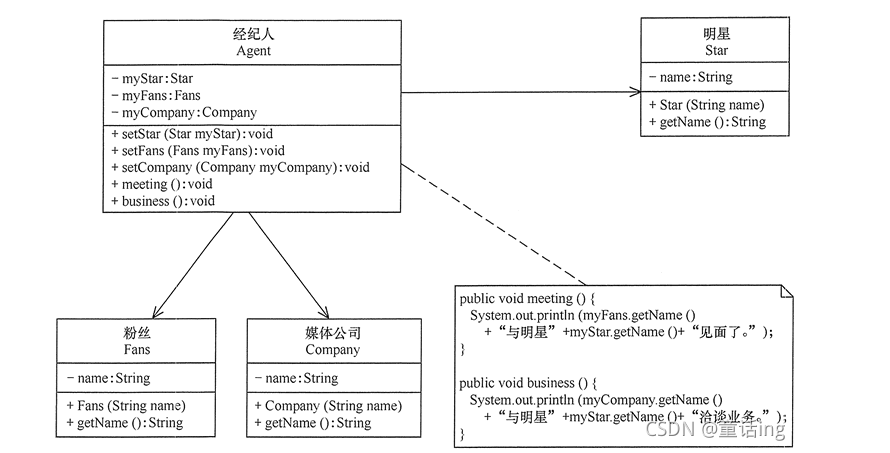 经纪人
Agent
- myStar:Star
- myFans:Fans
- myCompany:Company
+ setStar (Star myStar):void
+ setFans (Fans myFans):void
+ setCompany (Company myCompany):void
+ meeting ():void
+ business ():void
明星
Star
- name:String
+ Star (String name)
+ getName ():String
粉丝
Fans
- name:String
+ Fans (String name)
+ getName ():String
媒体公司
Company
- name:String
+ Company (String name)
+ getName ():String
public void meeting () {
System.out.println (myFans.getName ()
+ “与明星” +myStar.getName ()+ “见面了。” );
}
public void business () {
System.out.println (myCompany.getName ()
+ “与明星” +myStar.getName ()+ “洽谈业务。” );
}
CSDN @童话ing